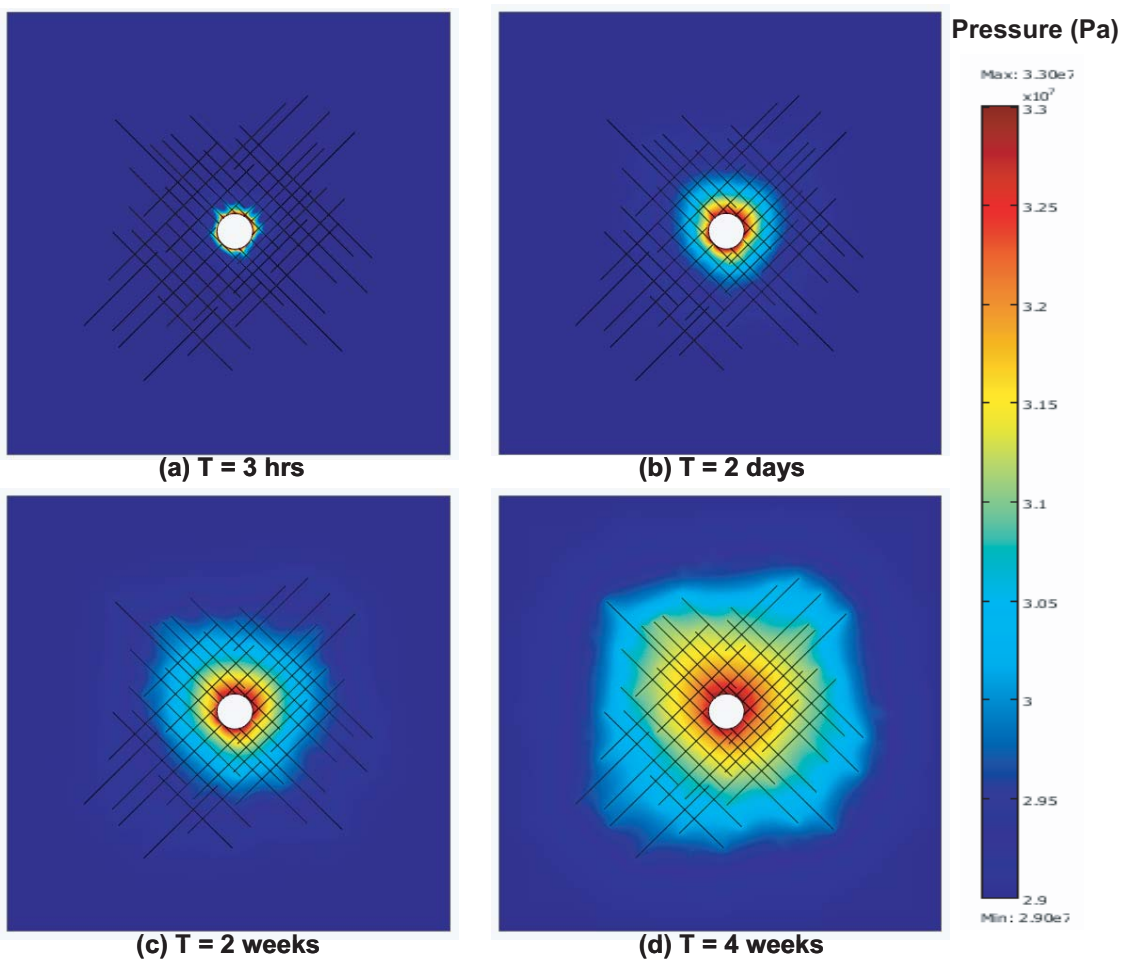 Pressure (Pa)
Max: 3.30e7
x10⁷
3.3
3.25
3.2
3.15
3.1
3.05
3
2.95
2.9
Min: 2.90e7
(a) T = 3 hrs
(b) T = 2 days
(c) T = 2 weeks
(d) T = 4 weeks